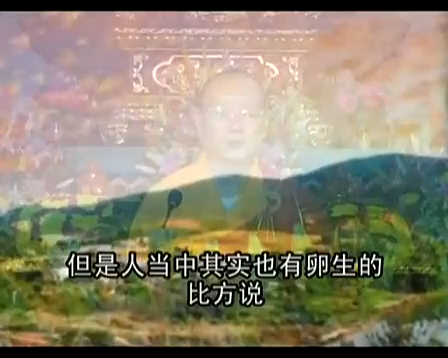 但是人当中其实也有卵生的
比方说